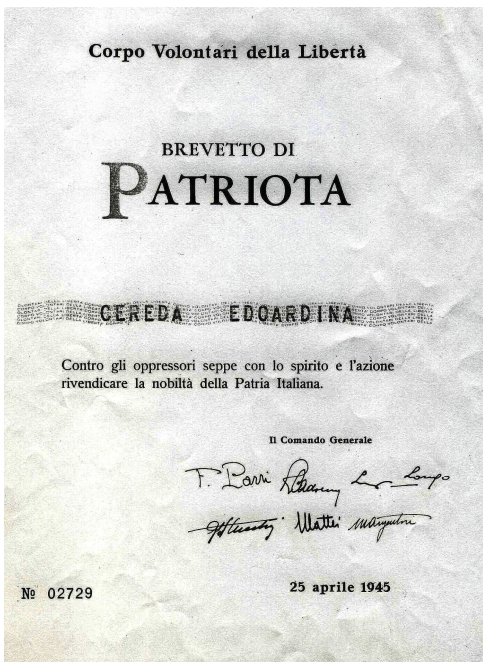 Corpo Volontari della Libertà
BREVETTO DI
PATRIOTA
CEREDA EDOARDINA
Contro gli oppressori seppe con lo spirito e l'azione
rivendicare la nobiltà della Patria Italiana.
Il Comando Generale
F. Parri Longo
Mattei
25 aprile 1945
№ 02729